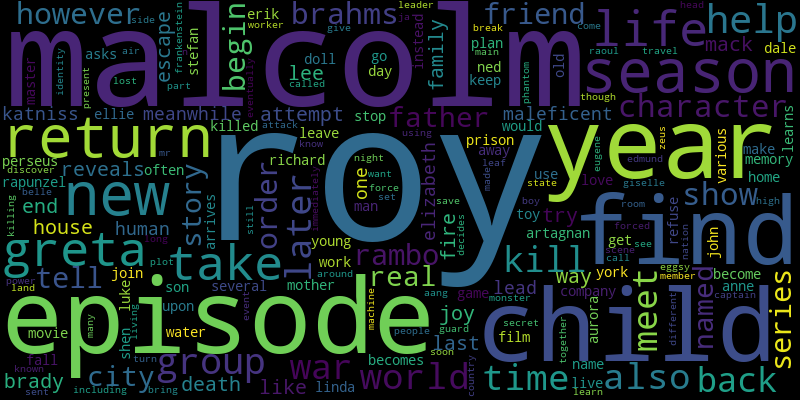 malcolm
roy
year
episode
child
find
return
new
season
life
greta
take
world
war
group
later
order
story
kill
meet
series
time
back
also
show
character
help
friend
brahms
however
begin
escape
erik
stefan
asks
air
side
frankenstein
worker
leader
give
instead
doll
go
day
lee
family
plan
ned
keep
break
main
called
raoul
phantom
come
travel
old
mack
dale
head
though
master
identity
lost
present
part
eventually
katniss
ellie
meanwhile
attempt
father
maleficent
stop
would
killed
attack
leave
know
using
prison
away
leaf
use
state
eugene
edmund
zeus
various
make
memory
learns
home
perseus
discover
reveals
often
richard
night
want
force
set
one
man
elizabeth
rapunzel
belle
mr
still
immediately
house
human
arrives
end
killing
young
fire
save
decides
made
boy
toy
try
artagnan
love
giselle
room
forced
refuse
nation
scene
call
see
get
high
john
tell
join
son
upon
luke
long
plot
work
mother
around
several
rambo
real
aang
game
monster
way
lead
company
york
named
become
anne
aurora
member
eggsy
different
captain
power
land
many
movie
water
shen
living
event
machine
joy
guard
people
last
secret
film
together
name
live
learn
country
fall
known
sent
brady
city
turn
including
bring
death
like
linda
becomes
soon